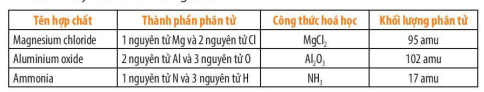 Tên hợp chất Thành phần phân tử Công thức hoá học Khối lượng phân tử
Magnesium chloride 1 nguyên tử Mg và 2 nguyên tử Cl MgCl₂ 95 amu
Aluminium oxide 2 nguyên tử Al và 3 nguyên tử O Al₂O₃ 102 amu
Ammonia 1 nguyên tử N và 3 nguyên tử H NH₃ 17 amu